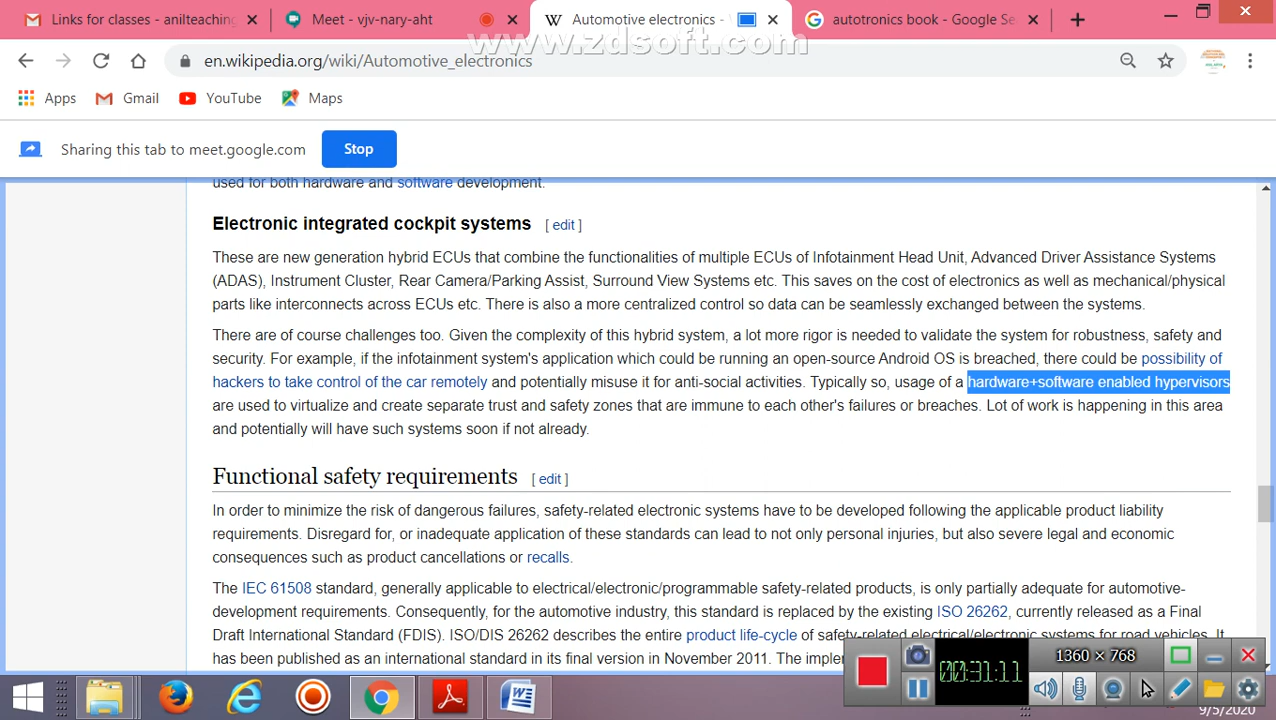 Links for classes - anilteaching
Meet - vjv-nary-aht
Automotive electronics -
autotronics book - Google Se
www.zdsoft.com
en.wikipedia.org/wiki/Automotive_electronics
Apps
Gmail
YouTube
Maps
Sharing this tab to meet.google.com
Stop
used for both hardware and software development.
Electronic integrated cockpit systems [ edit ]
These are new generation hybrid ECUs that combine the functionalities of multiple ECUs of Infotainment Head Unit, Advanced Driver Assistance Systems
(ADAS), Instrument Cluster, Rear Camera/Parking Assist, Surround View Systems etc. This saves on the cost of electronics as well as mechanical/physical
parts like interconnects across ECUs etc. There is also a more centralized control so data can be seamlessly exchanged between the systems.
There are of course challenges too. Given the complexity of this hybrid system, a lot more rigor is needed to validate the system for robustness, safety and
security. For example, if the infotainment system's application which could be running an open-source Android OS is breached, there could be possibility of
hackers to take control of the car remotely and potentially misuse it for anti-social activities. Typically so, usage of a hardware+software enabled hypervisors
are used to virtualize and create separate trust and safety zones that are immune to each other's failures or breaches. Lot of work is happening in this area
and potentially will have such systems soon if not already.
Functional safety requirements [ edit ]
In order to minimize the risk of dangerous failures, safety-related electronic systems have to be developed following the applicable product liability
requirements. Disregard for, or inadequate application of these standards can lead to not only personal injuries, but also severe legal and economic
consequences such as product cancellations or recalls.
The IEC 61508 standard, generally applicable to electrical/electronic/programmable safety-related products, is only partially adequate for automotive-
development requirements. Consequently, for the automotive industry, this standard is replaced by the existing ISO 26262, currently released as a Final
Draft International Standard (FDIS). ISO/DIS 26262 describes the entire product life-cycle of safety-related electrical/electronic systems for road vehicles. It
has been published as an international standard in its final version in November 2011. The implem
00:31:11
1360 × 768
9/5/2020